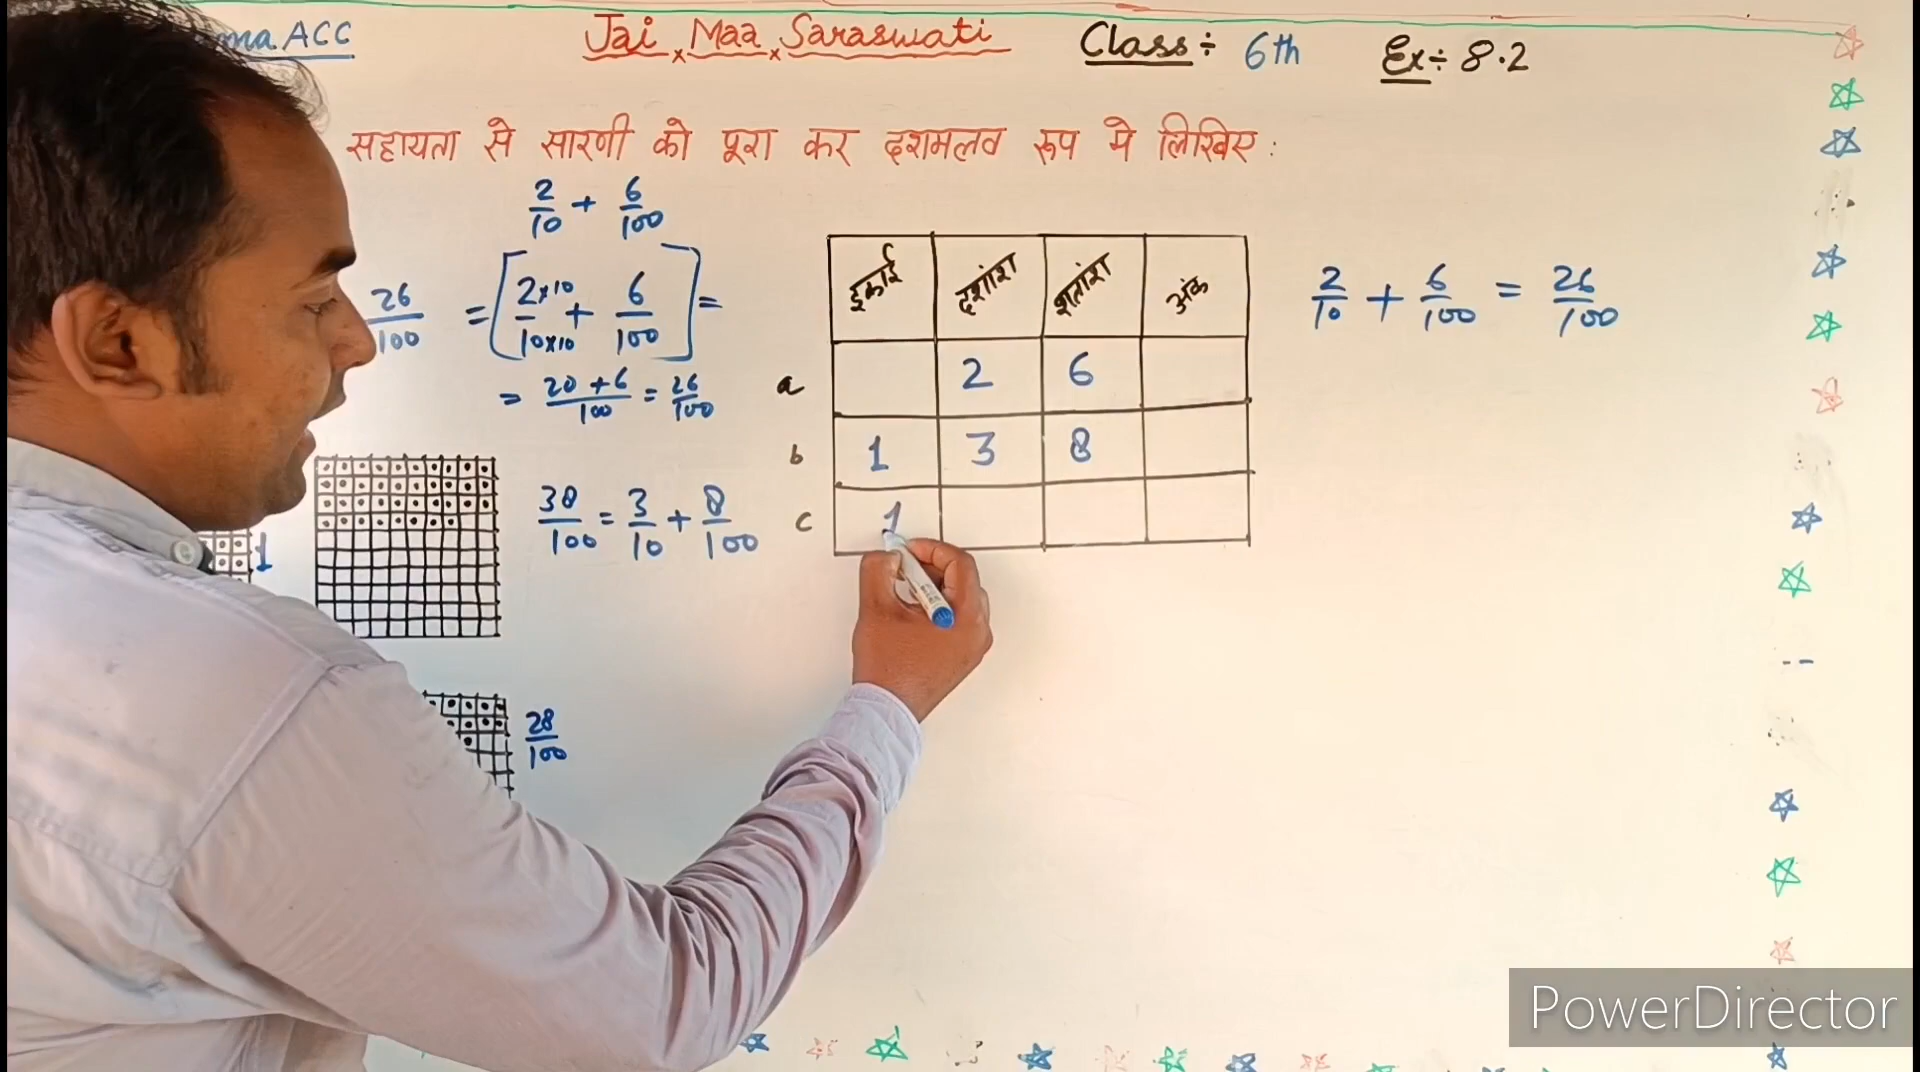 ma ACC
Jai Maa Saraswati
Class ÷ 6th
Ex ÷ 8.2
सहायता से सारणी को पूरा कर दशमलव रूप मे लिखिए :
2/10 + 6/100
26/100 = [2×10/10×10 + 6/100] =
= 20+6/100 = 26/100
इकाई दशांश शतांश अंक
a 2 6
b 1 3 8
c 1
2/10 + 6/100 = 26/100
1
38/100 = 3/10 + 8/100
28/100
PowerDirector